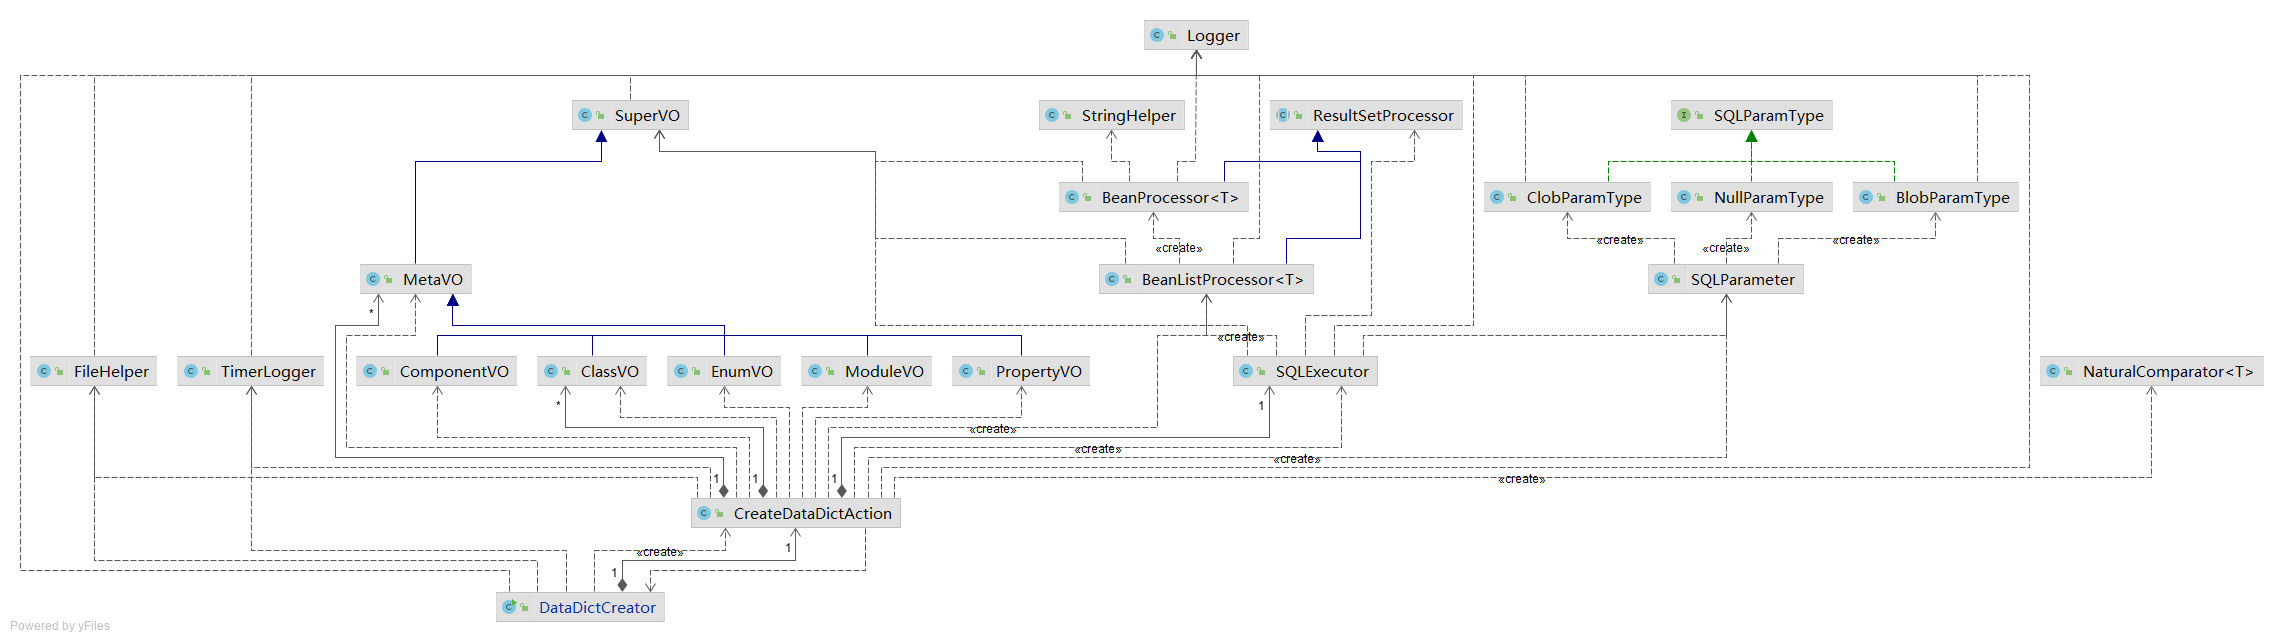 Logger
SuperVO
StringHelper
ResultSetProcessor
SQLParamType
BeanProcessor<T>
ClobParamType
NullParamType
BlobParamType
«create»
«create»
«create»
«create»
MetaVO
BeanListProcessor<T>
SQLParameter
*
«create»
FileHelper
TimerLogger
ComponentVO
ClassVO
EnumVO
ModuleVO
PropertyVO
SQLExecutor
NaturalComparator<T>
*
1
«create»
«create»
«create»
1
1
1
«create»
CreateDataDictAction
1
«create»
1
DataDictCreator
Powered by yFiles